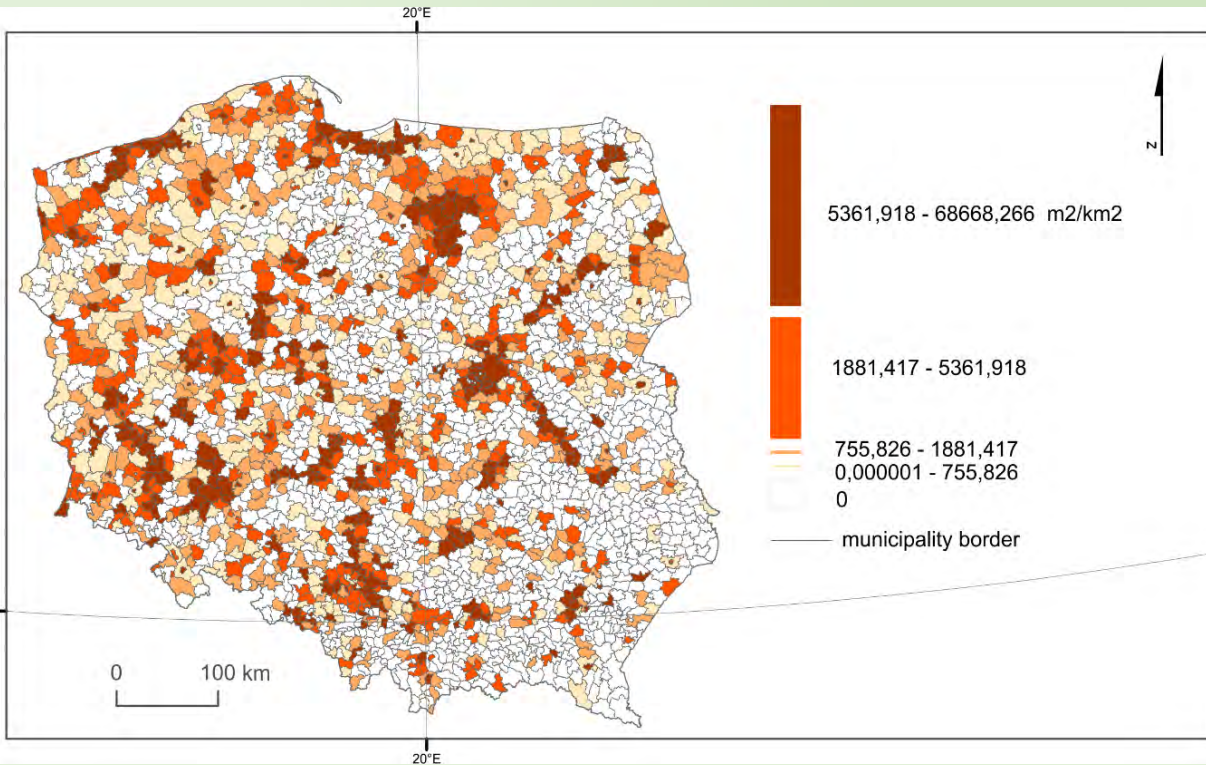 20°E
z
5361,918 - 68668,266 m2/km2
1881,417 - 5361,918
755,826 - 1881,417
0,000001 - 755,826
0
municipality border
0 100 km
20°E